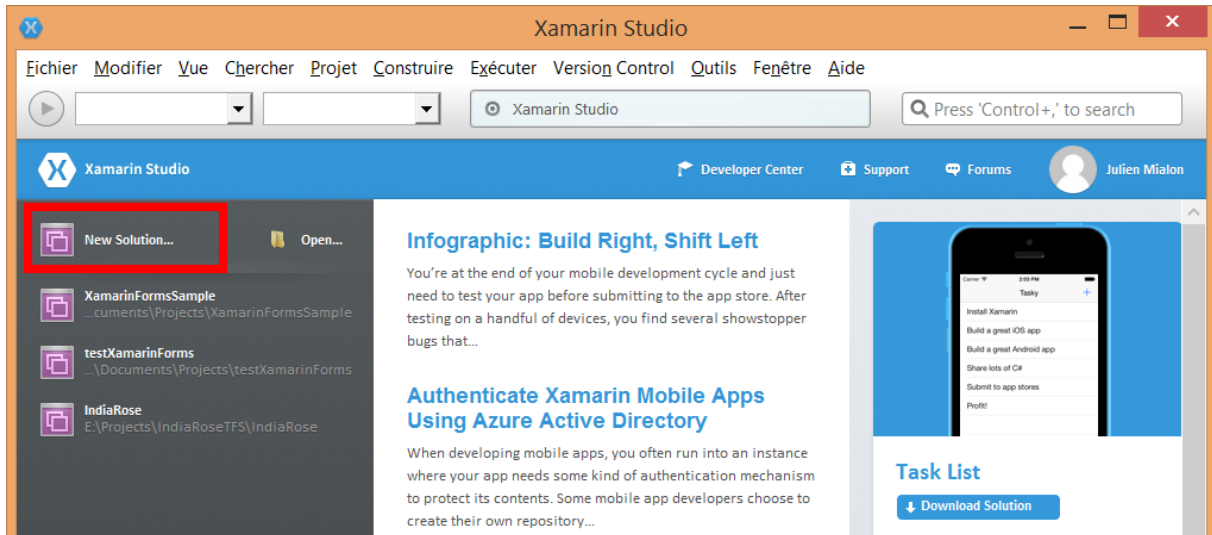 Xamarin Studio
Fichier Modifier Vue Chercher Projet Construire Exécuter Version Control Outils Fenêtre Aide
Xamarin Studio
Press 'Control+,' to search
Xamarin Studio
Developer Center
Support
Forums
Julien Mialon
New Solution...
Open...
XamarinFormsSample
...cuments\Projects\XamarinFormsSample
testXamarinForms
...\Documents\Projects\testXamarinForms
IndiaRose
E:\Projects\IndiaRoseTFS\IndiaRose
Infographic: Build Right, Shift Left
You’re at the end of your mobile development cycle and just
need to test your app before submitting to the app store. After
testing on a handful of devices, you find several showstopper
bugs that...
Authenticate Xamarin Mobile Apps
Using Azure Active Directory
When developing mobile apps, you often run into an instance
where your app needs some kind of authentication mechanism
to protect its contents. Some mobile app developers choose to
create their own repository...
Carrier 2:03 PM
Tasky +
Install Xamarin
Build a great iOS app
Build a great Android app
Share lots of C#
Submit to app stores
Profit!
Task List
Download Solution